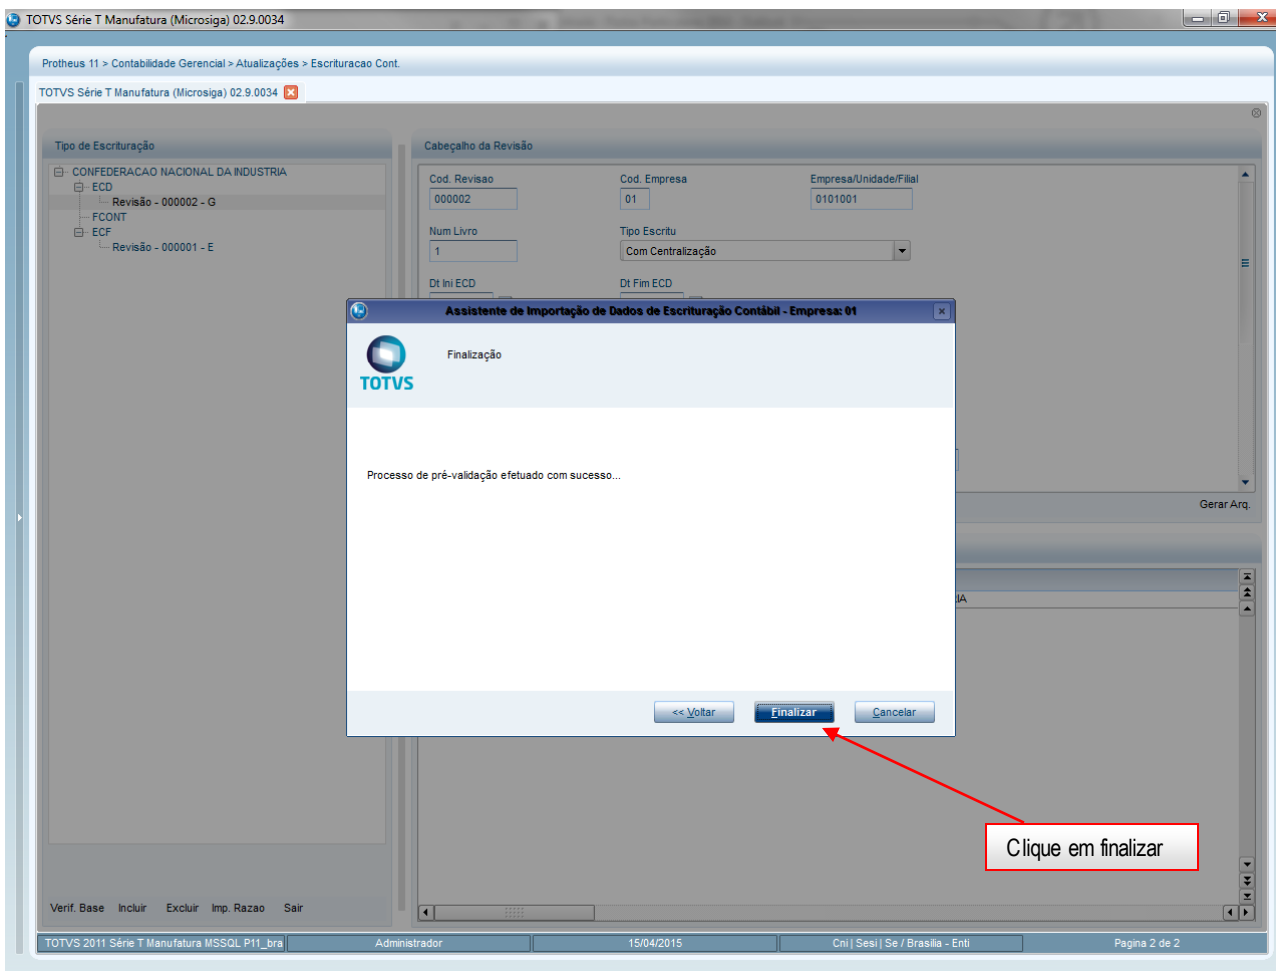 TOTVS Série T Manufatura (Microsiga) 02.9.0034
Protheus 11 > Contabilidade Gerencial > Atualizações > Escrituracao Cont.
TOTVS Série T Manufatura (Microsiga) 02.9.0034
Tipo de Escrituração
Cabeçalho da Revisão
CONFEDERACAO NACIONAL DA INDUSTRIA
ECD
Revisão - 000002 - G
FCONT
ECF
Revisão - 000001 - E
Cod. Revisao Cod. Empresa Empresa/Unidade/Filial
000002 01 0101001
Num Livro Tipo Escritu
1 Com Centralização
Dt Ini ECD Dt Fim ECD
Assistente de Importação de Dados de Escrituração Contábil - Empresa: 01
TOTVS
Finalização
Processo de pré-validação efetuado com sucesso...
Gerar Arq.
IA
<< Voltar Finalizar Cancelar
Clique em finalizar
Verif. Base Incluir Excluir Imp. Razao Sair
TOTVS 2011 Série T Manufatura MSSQL P11_bra Administrador 15/04/2015 Cni | Sesi | Se / Brasilia - Enti Pagina 2 de 2